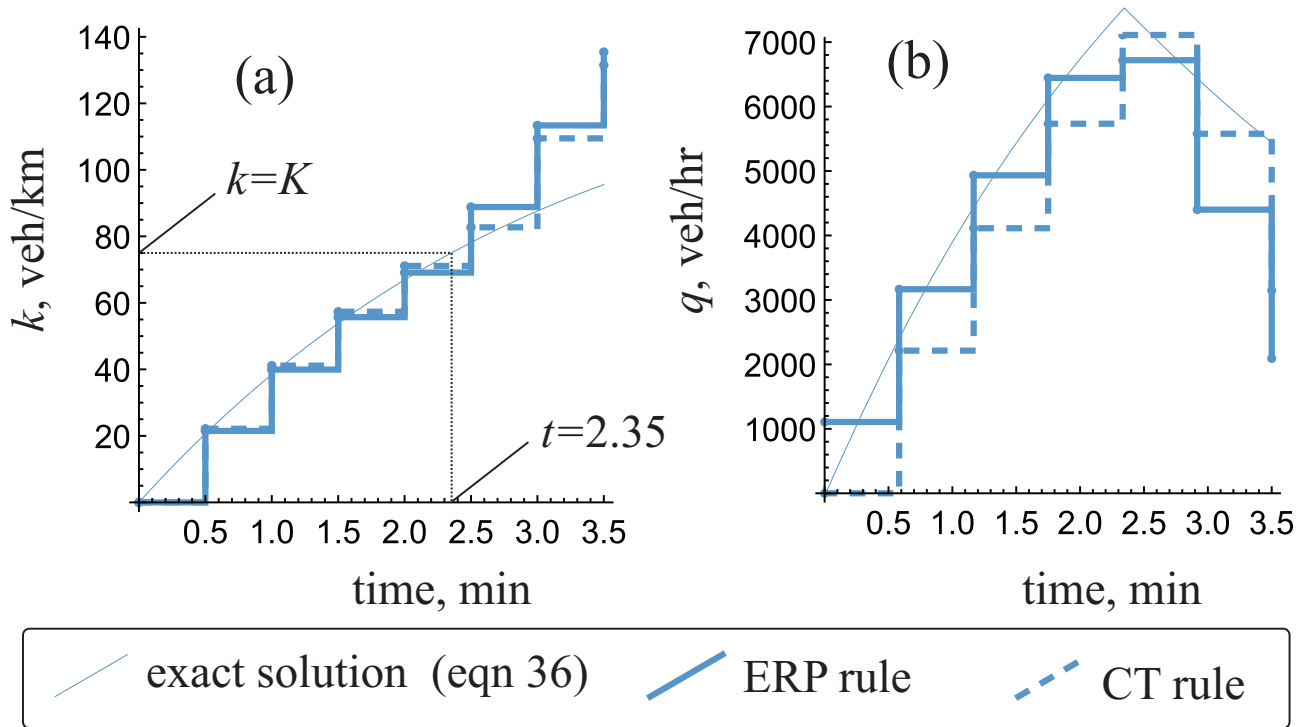 (a)
k, veh/km
140
120
100
80
60
40
20
k=K
t=2.35
0.5 1.0 1.5 2.0 2.5 3.0 3.5
time, min
(b)
q, veh/hr
7000
6000
5000
4000
3000
2000
1000
0.5 1.0 1.5 2.0 2.5 3.0 3.5
time, min
exact solution (eqn 36) ERP rule CT rule